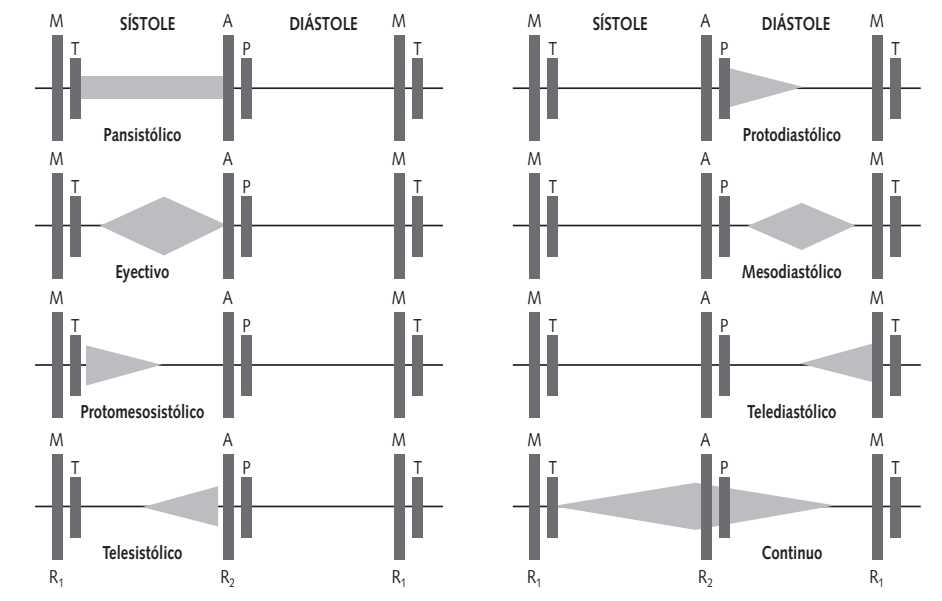 M SÍSTOLE A DIÁSTOLE M
T P T
Pansistólico
M A M
T P T
Eyectivo
M A M
T P T
Protomesosistólico
M A M
T P T
Telesistólico
R1 R2 R1
M SÍSTOLE A DIÁSTOLE M
T P T
Protodiastólico
M A M
T P T
Mesodiastólico
M A M
T P T
Telediastólico
M A M
T P T
Continuo
R1 R2 R1